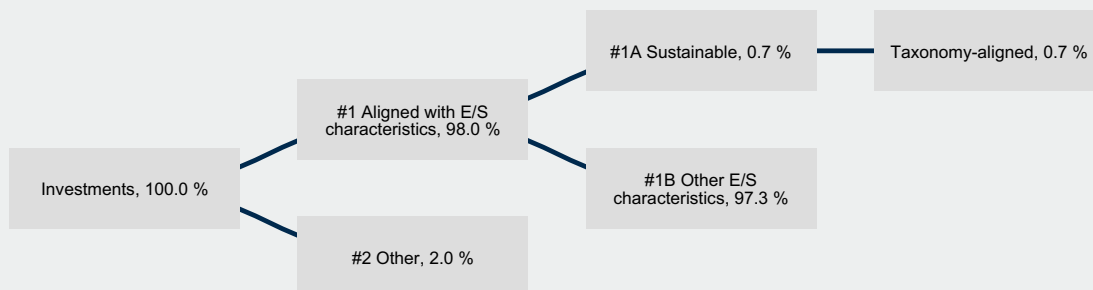 #1A Sustainable, 0.7 %
Taxonomy-aligned, 0.7 %
#1 Aligned with E/S
characteristics, 98.0 %
Investments, 100.0 %
#1B Other E/S
characteristics, 97.3 %
#2 Other, 2.0 %